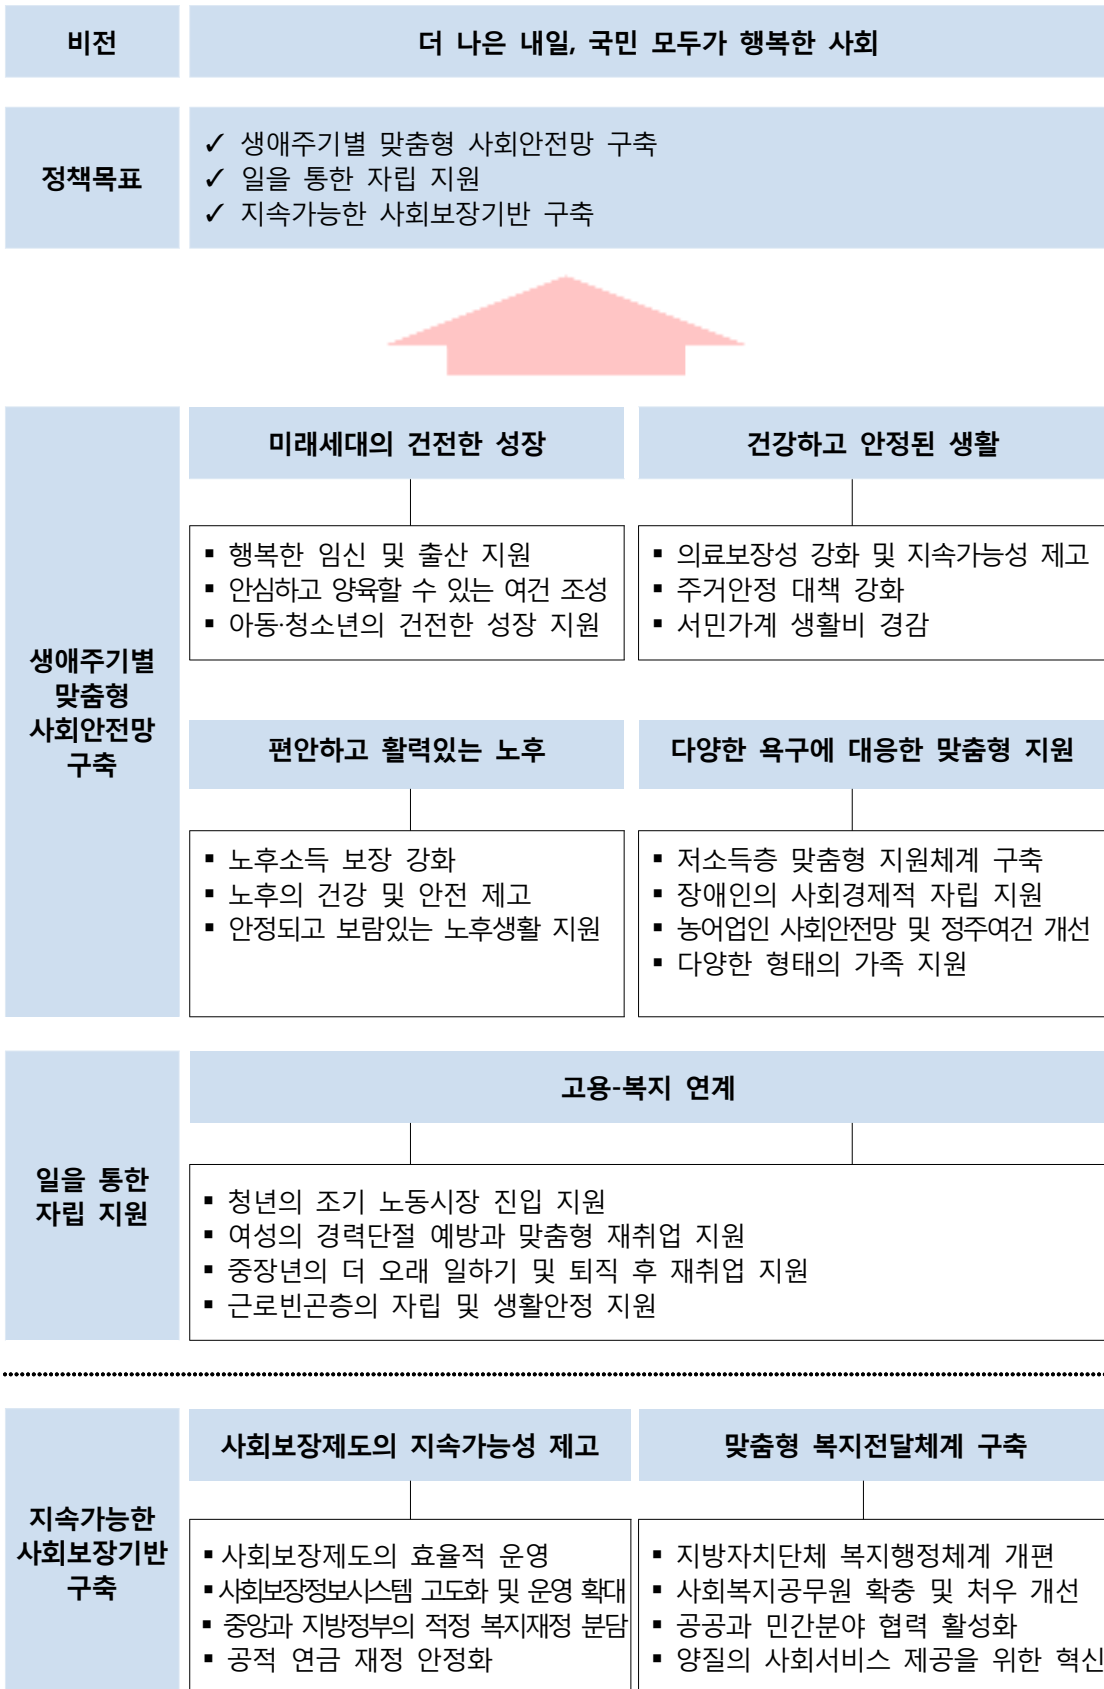 비전
더 나은 내일, 국민 모두가 행복한 사회
정책목표
✓ 생애주기별 맞춤형 사회안전망 구축
✓ 일을 통한 자립 지원
✓ 지속가능한 사회보장기반 구축
생애주기별
맞춤형
사회안전망
구축
미래세대의 건전한 성장
▪ 행복한 임신 및 출산 지원
▪ 안심하고 양육할 수 있는 여건 조성
▪ 아동·청소년의 건전한 성장 지원
건강하고 안정된 생활
▪ 의료보장성 강화 및 지속가능성 제고
▪ 주거안정 대책 강화
▪ 서민가계 생활비 경감
편안하고 활력있는 노후
▪ 노후소득 보장 강화
▪ 노후의 건강 및 안전 제고
▪ 안정되고 보람있는 노후생활 지원
다양한 욕구에 대응한 맞춤형 지원
▪ 저소득층 맞춤형 지원체계 구축
▪ 장애인의 사회경제적 자립 지원
▪ 농어업인 사회안전망 및 정주여건 개선
▪ 다양한 형태의 가족 지원
일을 통한
자립 지원
고용-복지 연계
▪ 청년의 조기 노동시장 진입 지원
▪ 여성의 경력단절 예방과 맞춤형 재취업 지원
▪ 중장년의 더 오래 일하기 및 퇴직 후 재취업 지원
▪ 근로빈곤층의 자립 및 생활안정 지원
지속가능한
사회보장기반
구축
사회보장제도의 지속가능성 제고
▪ 사회보장제도의 효율적 운영
▪ 사회보장정보시스템 고도화 및 운영 확대
▪ 중앙과 지방정부의 적정 복지재정 분담
▪ 공적 연금 재정 안정화
맞춤형 복지전달체계 구축
▪ 지방자치단체 복지행정체계 개편
▪ 사회복지공무원 확충 및 처우 개선
▪ 공공과 민간분야 협력 활성화
▪ 양질의 사회서비스 제공을 위한 혁신